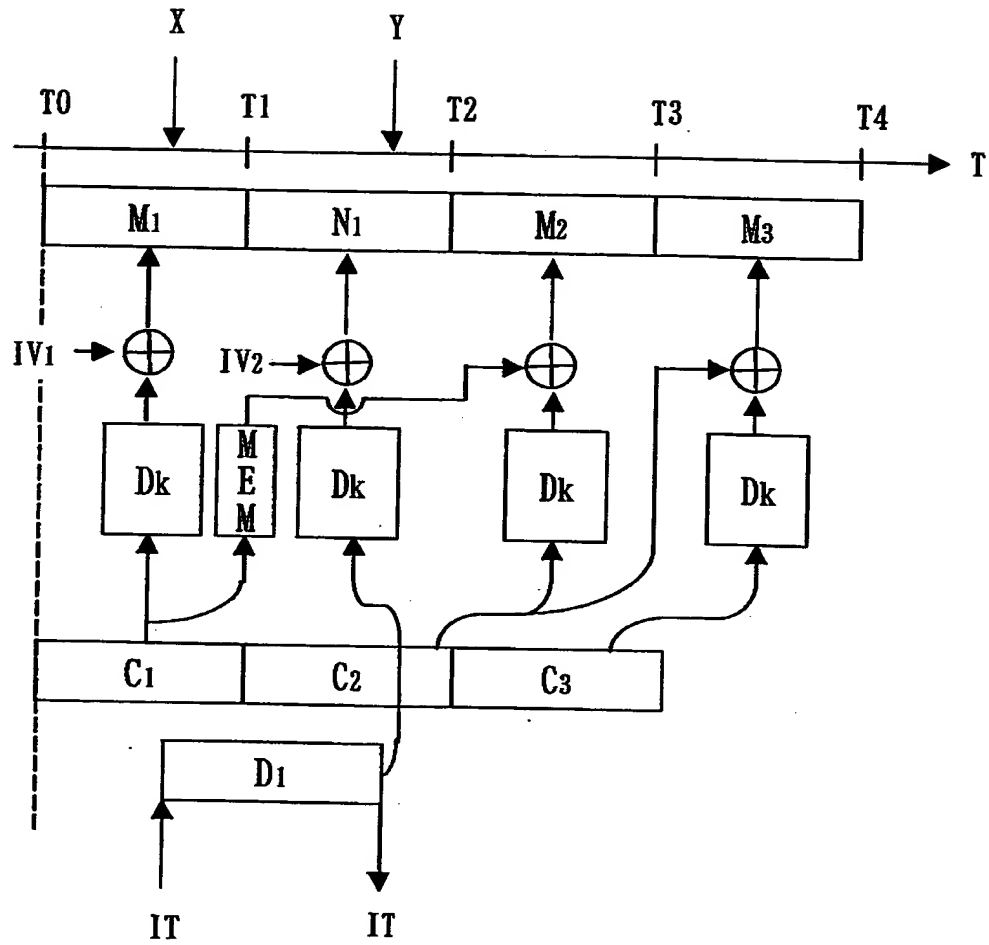 X Y
T0 T1 T2 T3 T4
T
M1 N1 M2 M3
IV1 IV2
Dk MEM Dk Dk Dk
C1 C2 C3
D1
IT IT